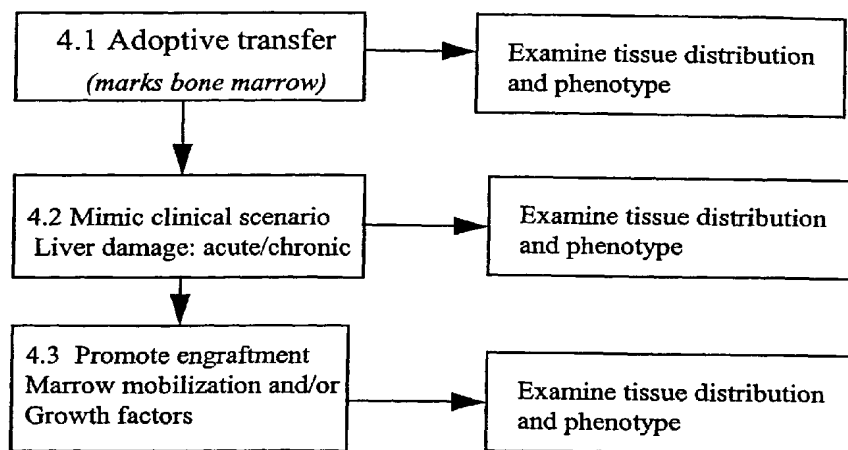 4.1 Adoptive transfer
(marks bone marrow)
Examine tissue distribution
and phenotype
4.2 Mimic clinical scenario
Liver damage: acute/chronic
Examine tissue distribution
and phenotype
4.3 Promote engraftment
Marrow mobilization and/or
Growth factors
Examine tissue distribution
and phenotype